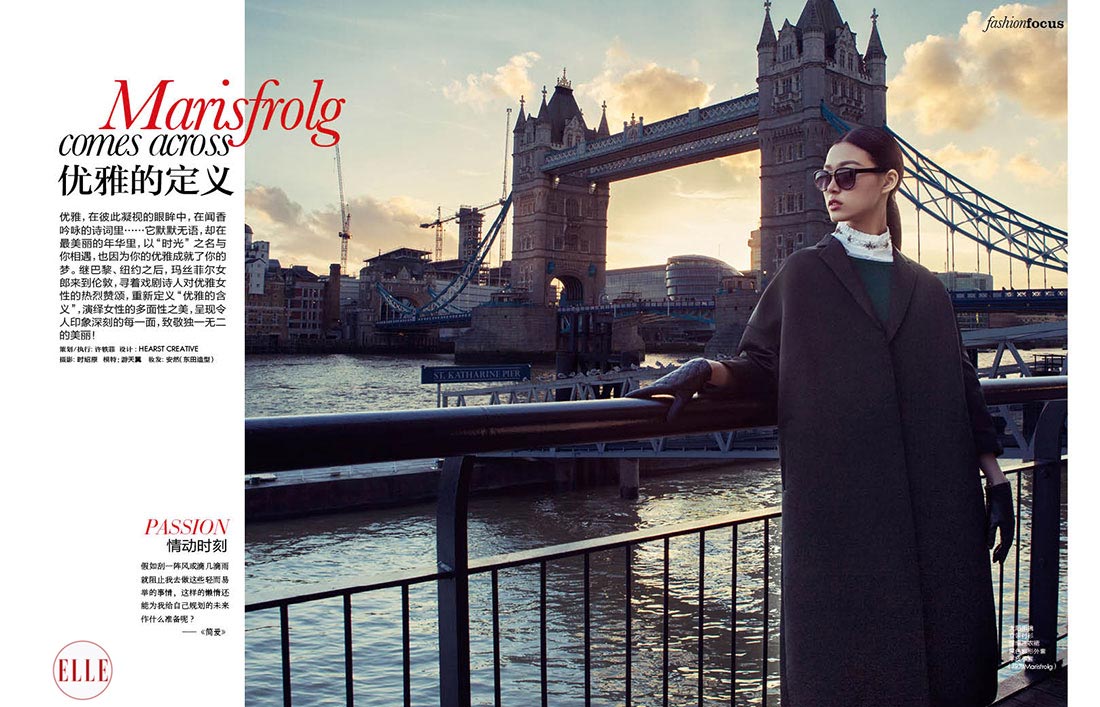 fashionfocus
Marisfrolg
comes across
优雅的定义
优雅，在彼此凝视的眼眸中，在闻香
吟咏的诗词里……它默默无语，却在
最美丽的年华里，以“时光”之名与
你相遇，也因为你的优雅成就了你的
梦。继巴黎、纽约之后，玛丝菲尔女
郎来到伦敦，寻着戏剧诗人对优雅女
性的热烈赞颂，重新定义“优雅的含
义”，演绎女性的多面性之美，呈现令
人印象深刻的每一面，致敬独一无二
的美丽！
策划/执行：许轶菲 设计：HEARST CREATIVE
摄影：时绍原 模特：游天翼 妆发：安然(东田造型)
ST. KATHARINE PIER
PASSION
情动时刻
假如刮一阵风或滴几滴雨
就阻止我去做这些轻而易
举的事情，这样的懒惰还
能为我给自己规划的未来
作什么准备呢？
——《简爱》
ELLE
Marisfrolg)